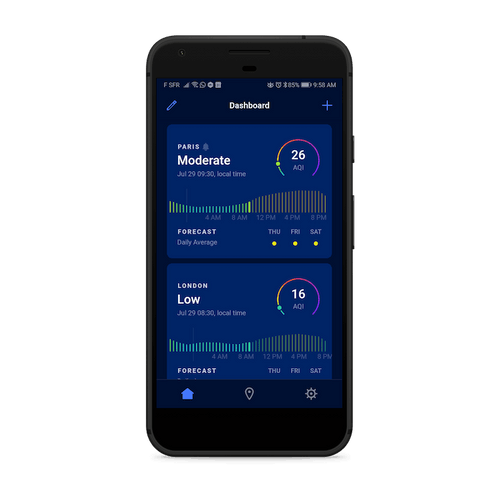 F SFR 85% 9:58 AM
Dashboard
PARIS
Moderate
Jul 29 09:30, local time
26
AQI
4 AM 8 AM 12 PM 4 PM 8 PM
FORECAST THU FRI SAT
Daily Average
LONDON
Low
Jul 29 08:30, local time
16
AQI
4 AM 8 AM 12 PM 4 PM 8 PM
FORECAST THU FRI SAT